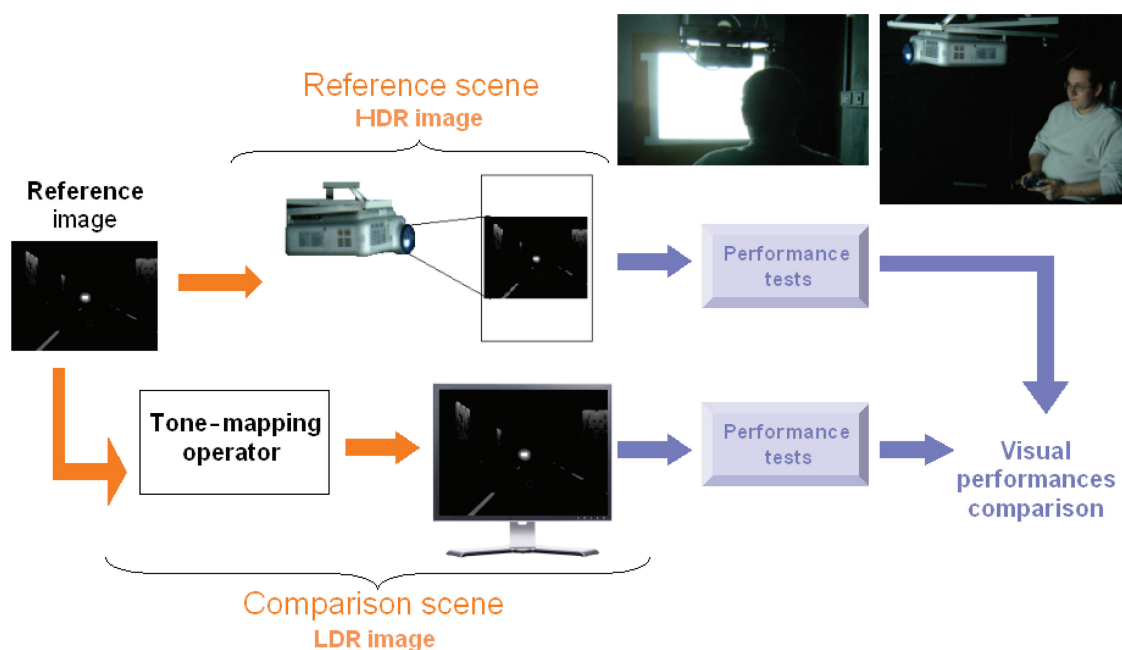 Reference scene
HDR image
Reference
image
Performance
tests
Tone-mapping
operator
Performance
tests
Visual
performances
comparison
Comparison scene
LDR image